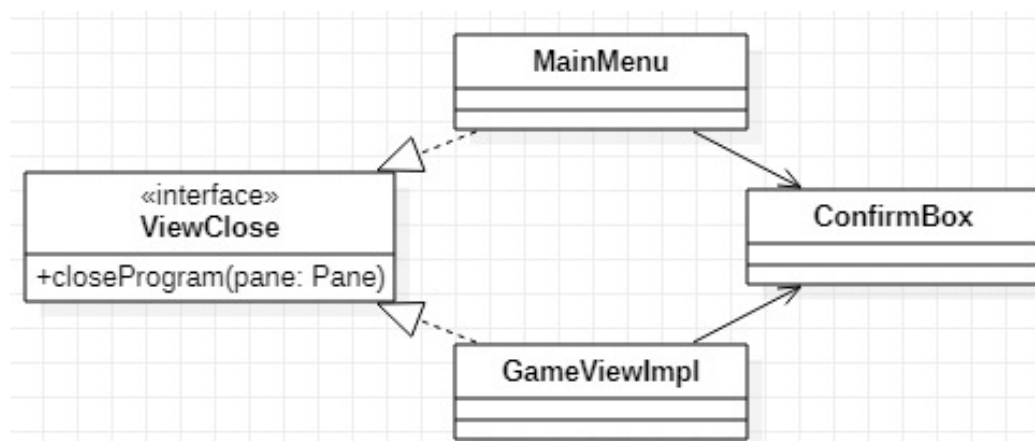 MainMenu
«interface»
ViewClose
+closeProgram(pane: Pane)
ConfirmBox
GameViewImpl